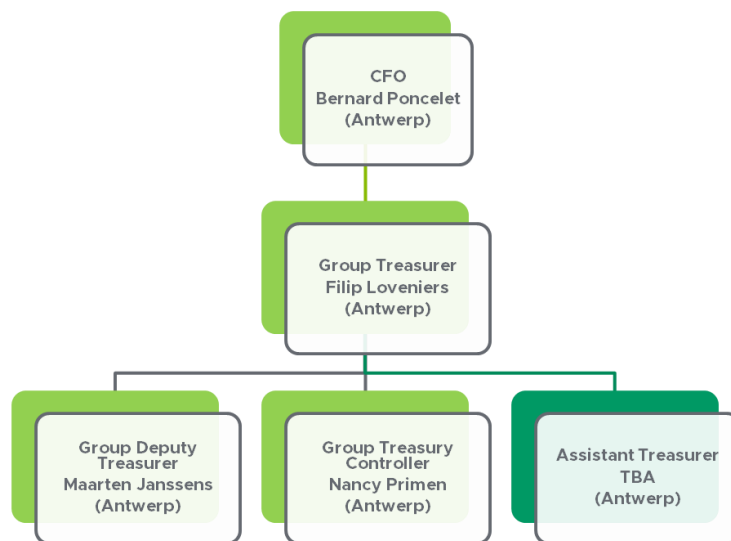 CFO
Bernard Poncelet
(Antwerp)
Group Treasurer
Filip Loveniers
(Antwerp)
Group Deputy
Treasurer
Maarten Janssens
(Antwerp)
Group Treasury
Controller
Nancy Primen
(Antwerp)
Assistant Treasurer
TBA
(Antwerp)